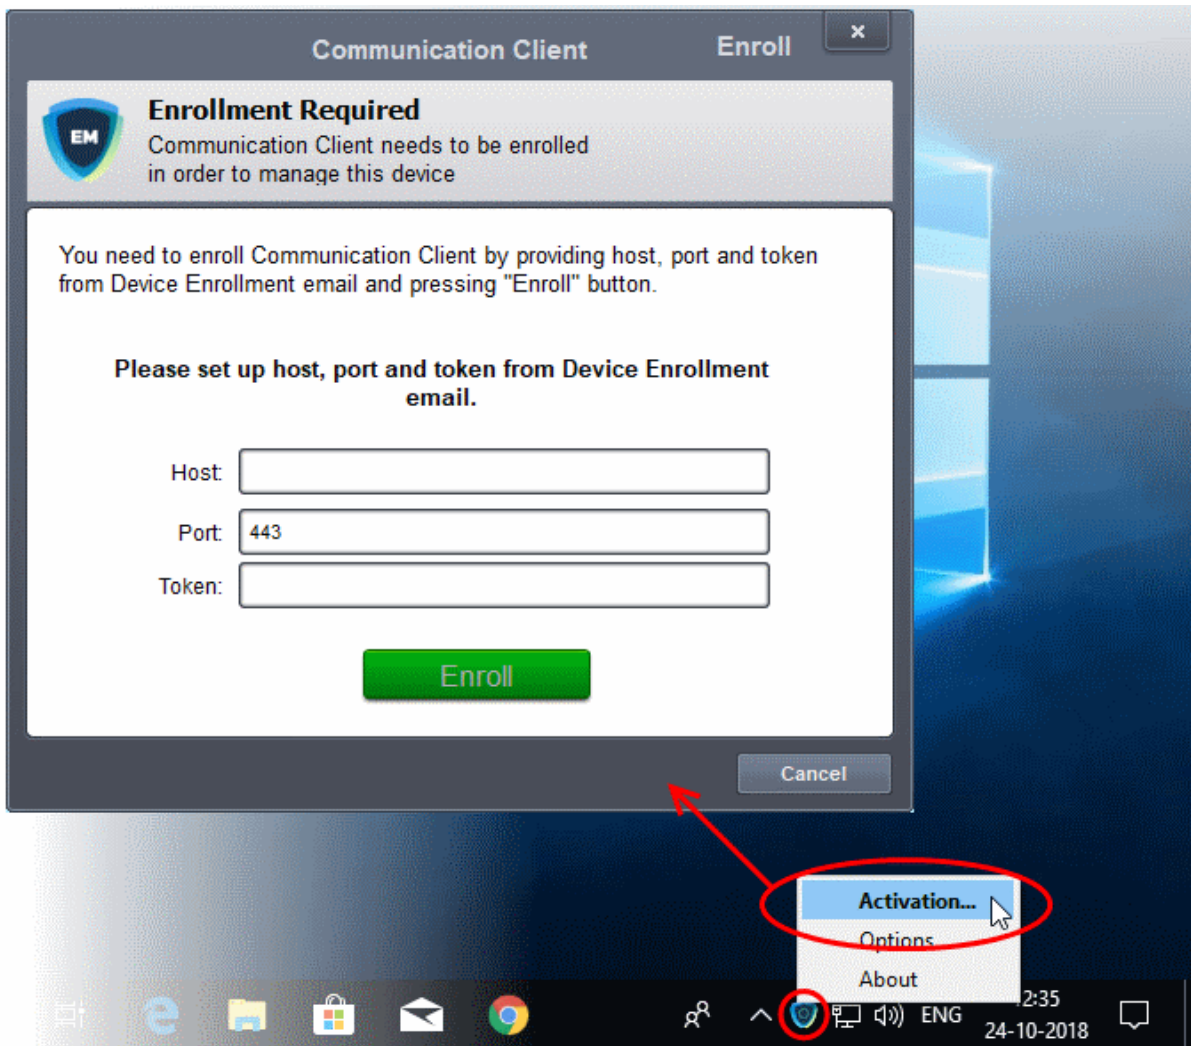 Communication Client
Enroll
EM
Enrollment Required
Communication Client needs to be enrolled
in order to manage this device
You need to enroll Communication Client by providing host, port and token
from Device Enrollment email and pressing "Enroll" button.
Please set up host, port and token from Device Enrollment
email.
Host:
Port: 443
Token:
Enroll
Cancel
Activation...
Options
About
ENG
2:35
24-10-2018